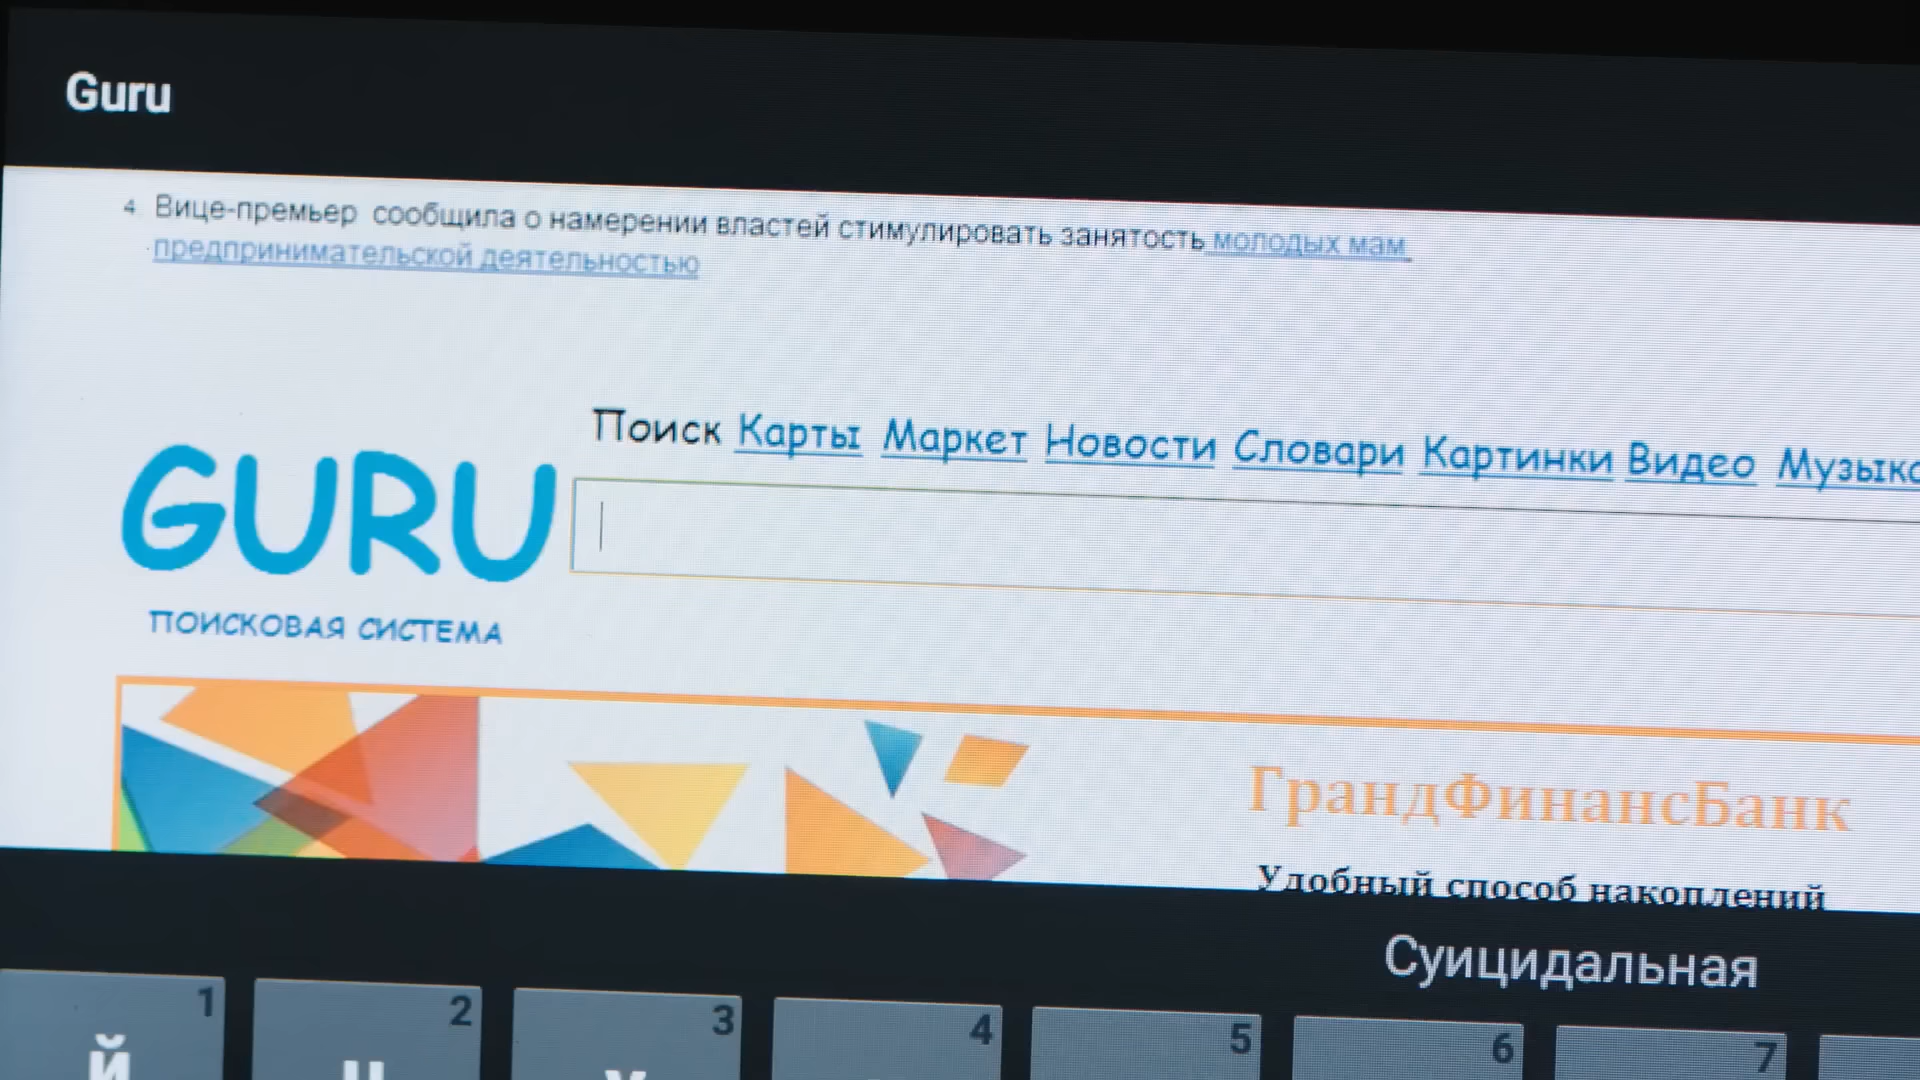 Guru
4. Вице-премьер сообщила о намерении властей стимулировать занятость молодых мам
предпринимательской деятельностью
Поиск Карты Маркет Новости Словари Картинки Видео
GURU
ПОИСКОВАЯ СИСТЕМА
ГрандФинансБанк
Удобный способ накоплений
Суицидальная
1 2 3 4 5 6 7
й